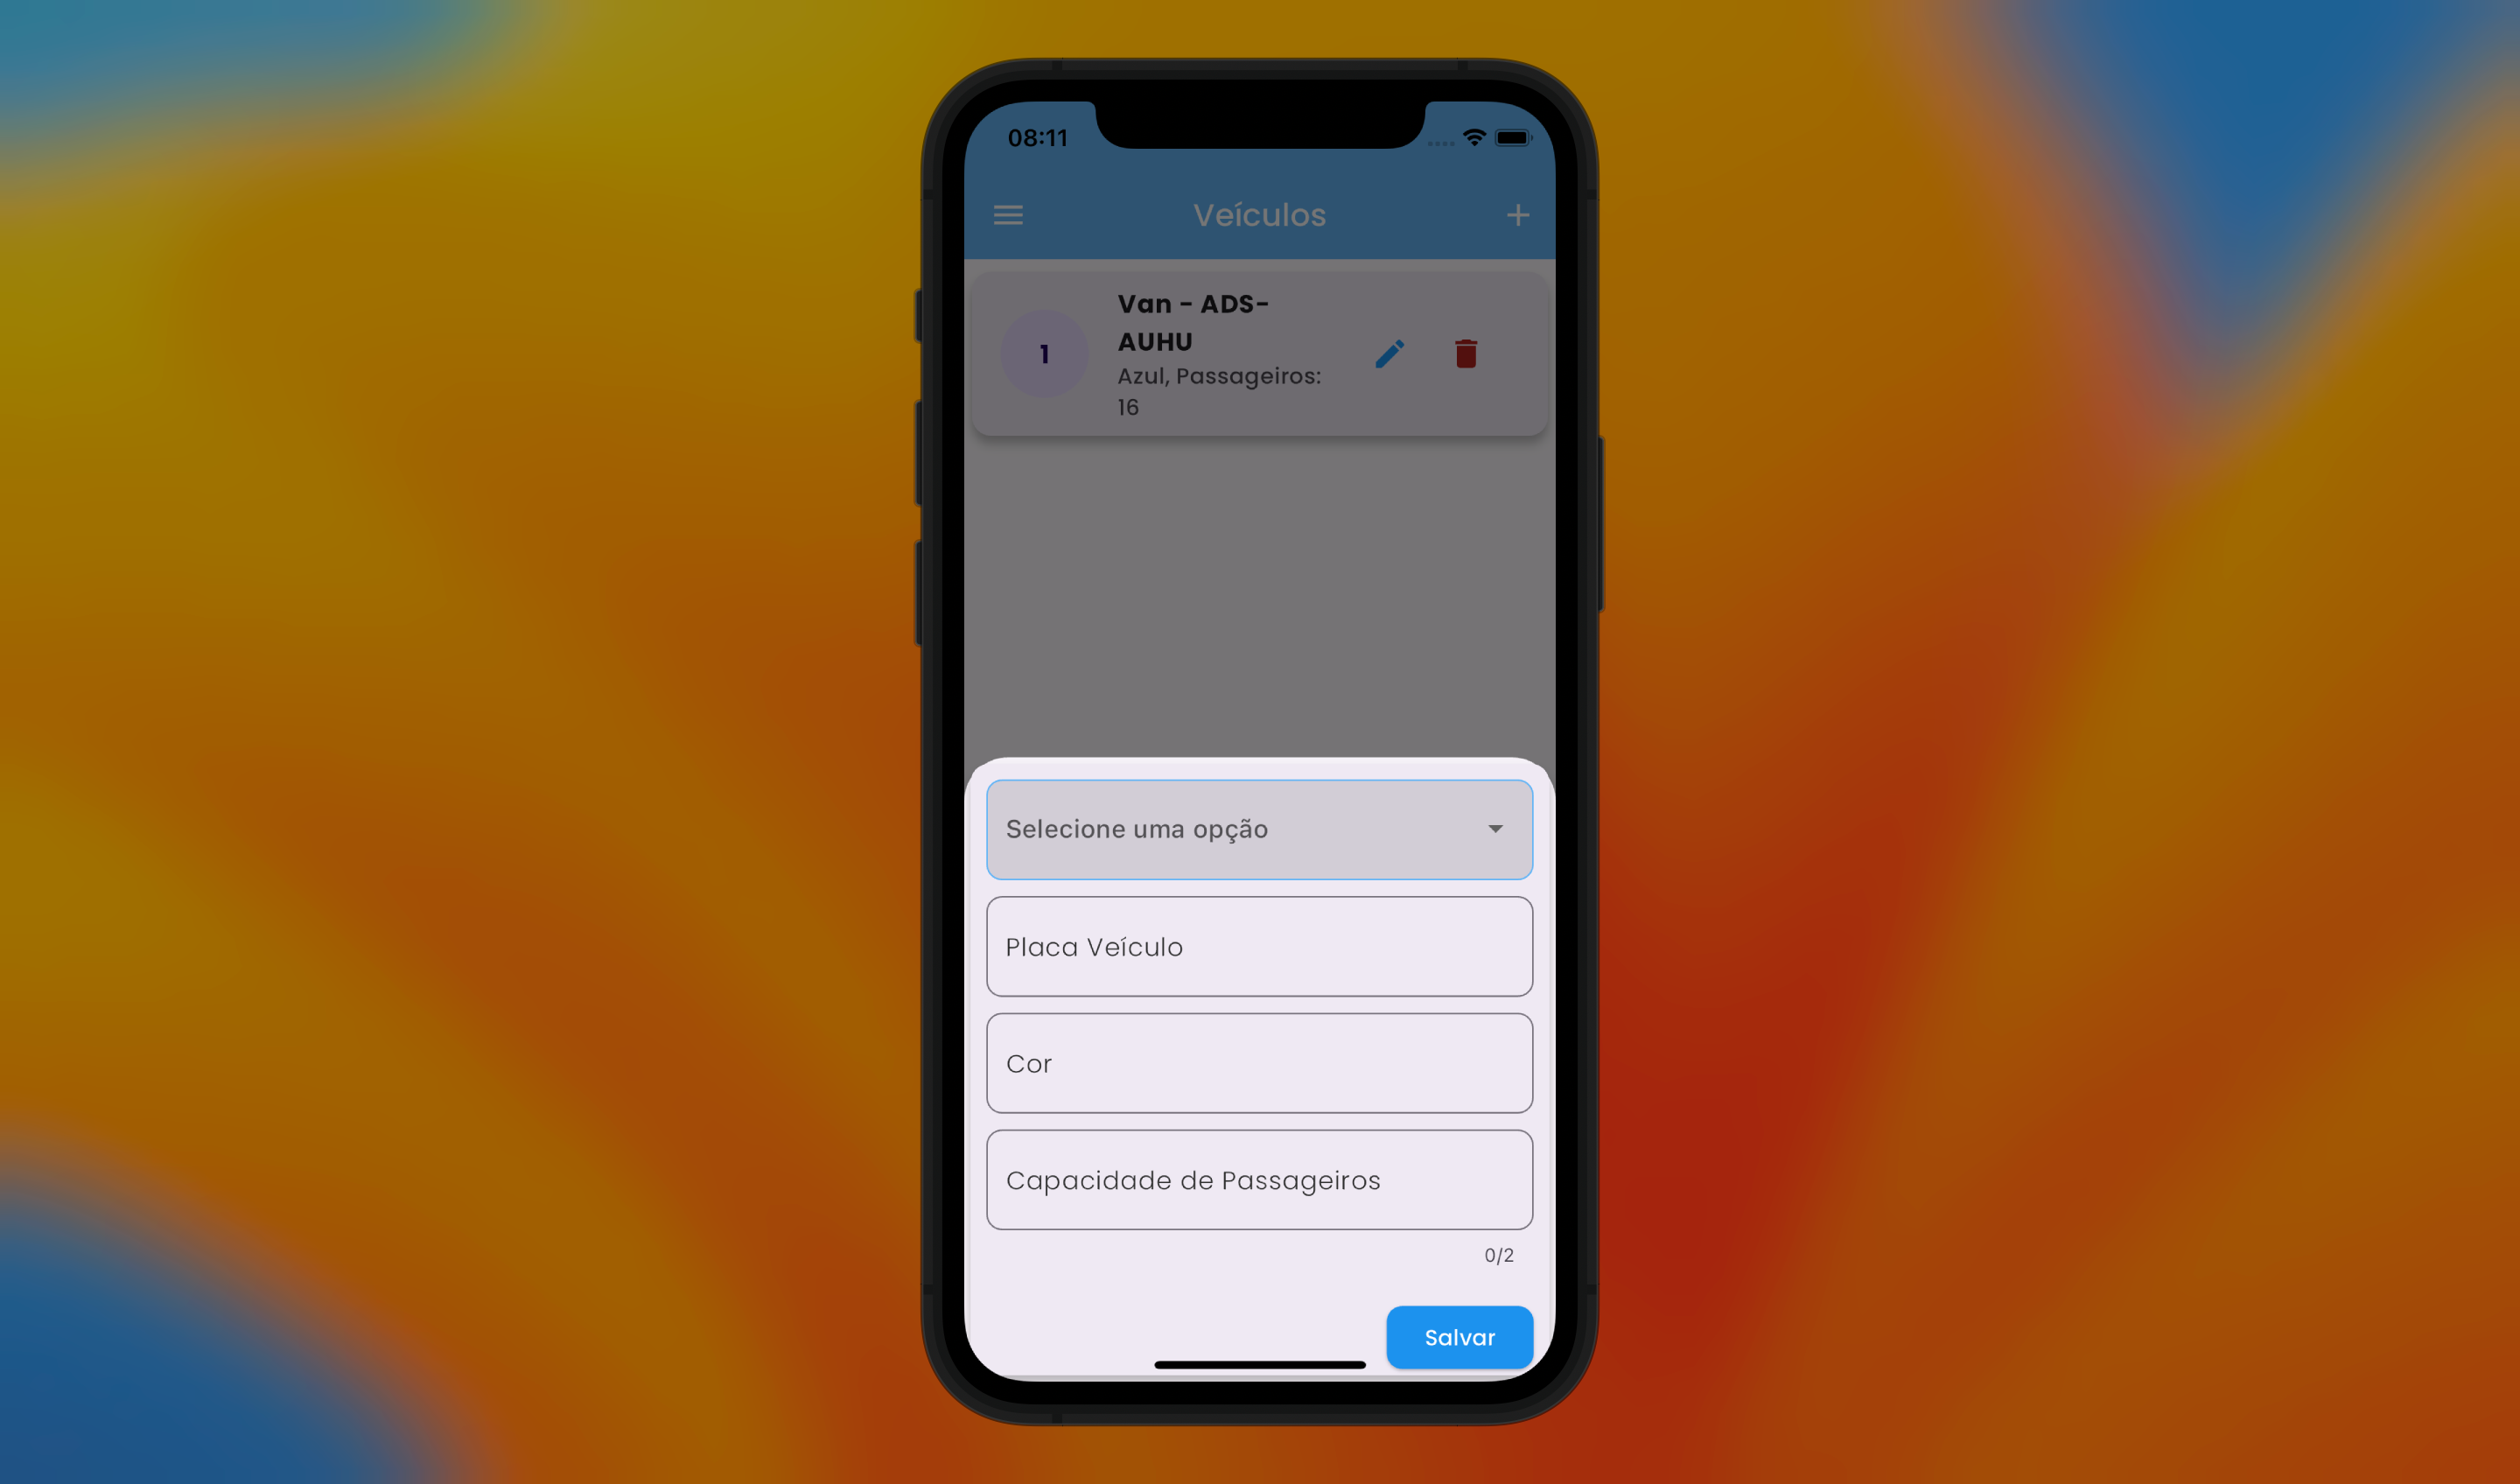 08:11
Veículos
1
Van - ADS-
AUHU
Azul, Passageiros:
16
Selecione uma opção
Placa Veículo
Cor
Capacidade de Passageiros
0/2
Salvar